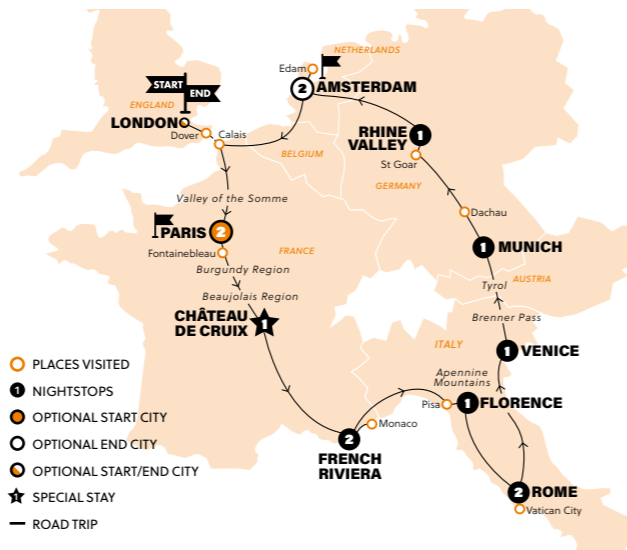 NETHERLANDS
Edam
2
AMSTERDAM
START
END
ENGLAND
LONDON
Dover
Calais
RHINE
VALLEY
1
St Goar
BELGIUM
GERMANY
Valley of the Somme
Dachau
PARIS
2
Fontainebleau
FRANCE
MUNICH
1
Burgundy Region
AUSTRIA
Tyrol
Beaujolais Region
CHÂTEAU
DE CRUIX
1
Brenner Pass
ITALY
VENICE
1
PLACES VISITED
1 NIGHTSTOPS
OPTIONAL START CITY
OPTIONAL END CITY
OPTIONAL START/END CITY
1 SPECIAL STAY
ROAD TRIP
Apennine
Mountains
Pisa
1
FLORENCE
Monaco
2
FRENCH
RIVIERA
2
ROME
Vatican City